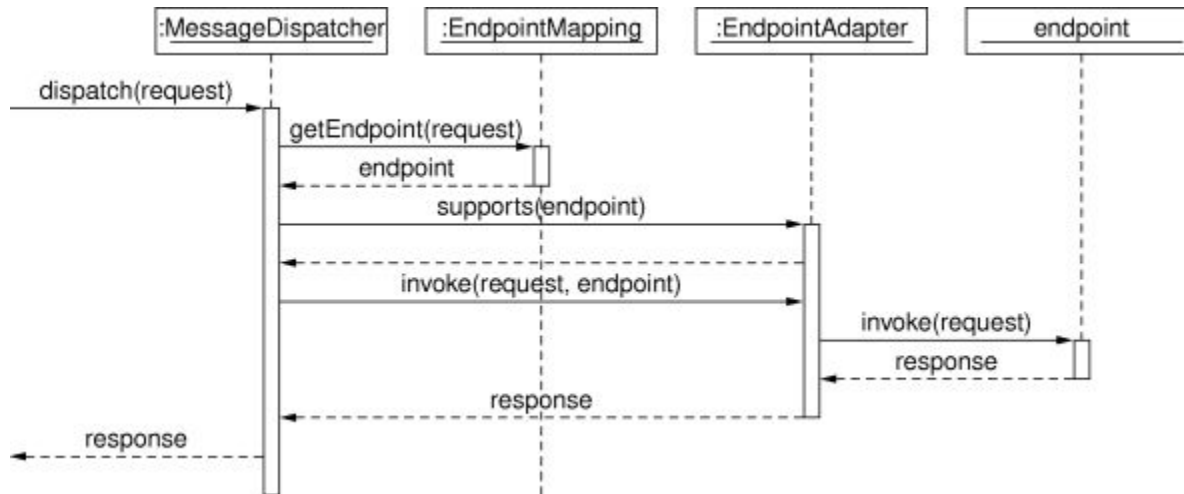 :MessageDispatcher
:EndpointMapping
:EndpointAdapter
endpoint
dispatch(request)
getEndpoint(request)
endpoint
supports(endpoint)
invoke(request, endpoint)
invoke(request)
response
response
response